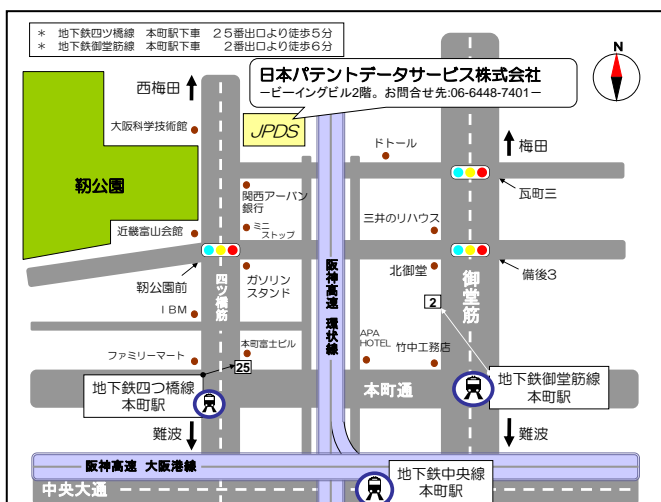 * 地下鉄四ツ橋線 本町駅下車 25番出口より徒歩5分
* 地下鉄御堂筋線 本町駅下車 2番出口より徒歩6分
N
日本パテントデータサービス株式会社
-ビーイングビル2階。お問合せ先:06-6448-7401-
西梅田
大阪科学技術館
JPDS
ドトール
梅田
靭公園
関西アーバン
銀行
瓦町三
近畿富山会館
ミニ
ストップ
三井のリハウス
靭公園前
四ツ橋筋
ガソリン
スタンド
阪神高速 環状線
北御堂
御堂筋
備後3
IBM
2
ファミリーマート
本町富士ビル
25
APA
HOTEL
竹中工務店
地下鉄四つ橋線
本町駅
本町通
地下鉄御堂筋線
本町駅
難波
難波
阪神高速 大阪港線
中央大通
地下鉄中央線
本町駅